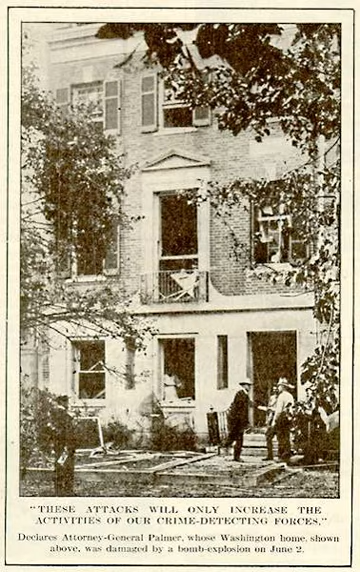 "THESE ATTACKS WILL ONLY INCREASE THE
ACTIVITIES OF OUR CRIME-DETECTING FORCES,"
Declares Attorney-General Palmer, whose Washington home, shown
above, was damaged by a bomb-explosion on June 2.